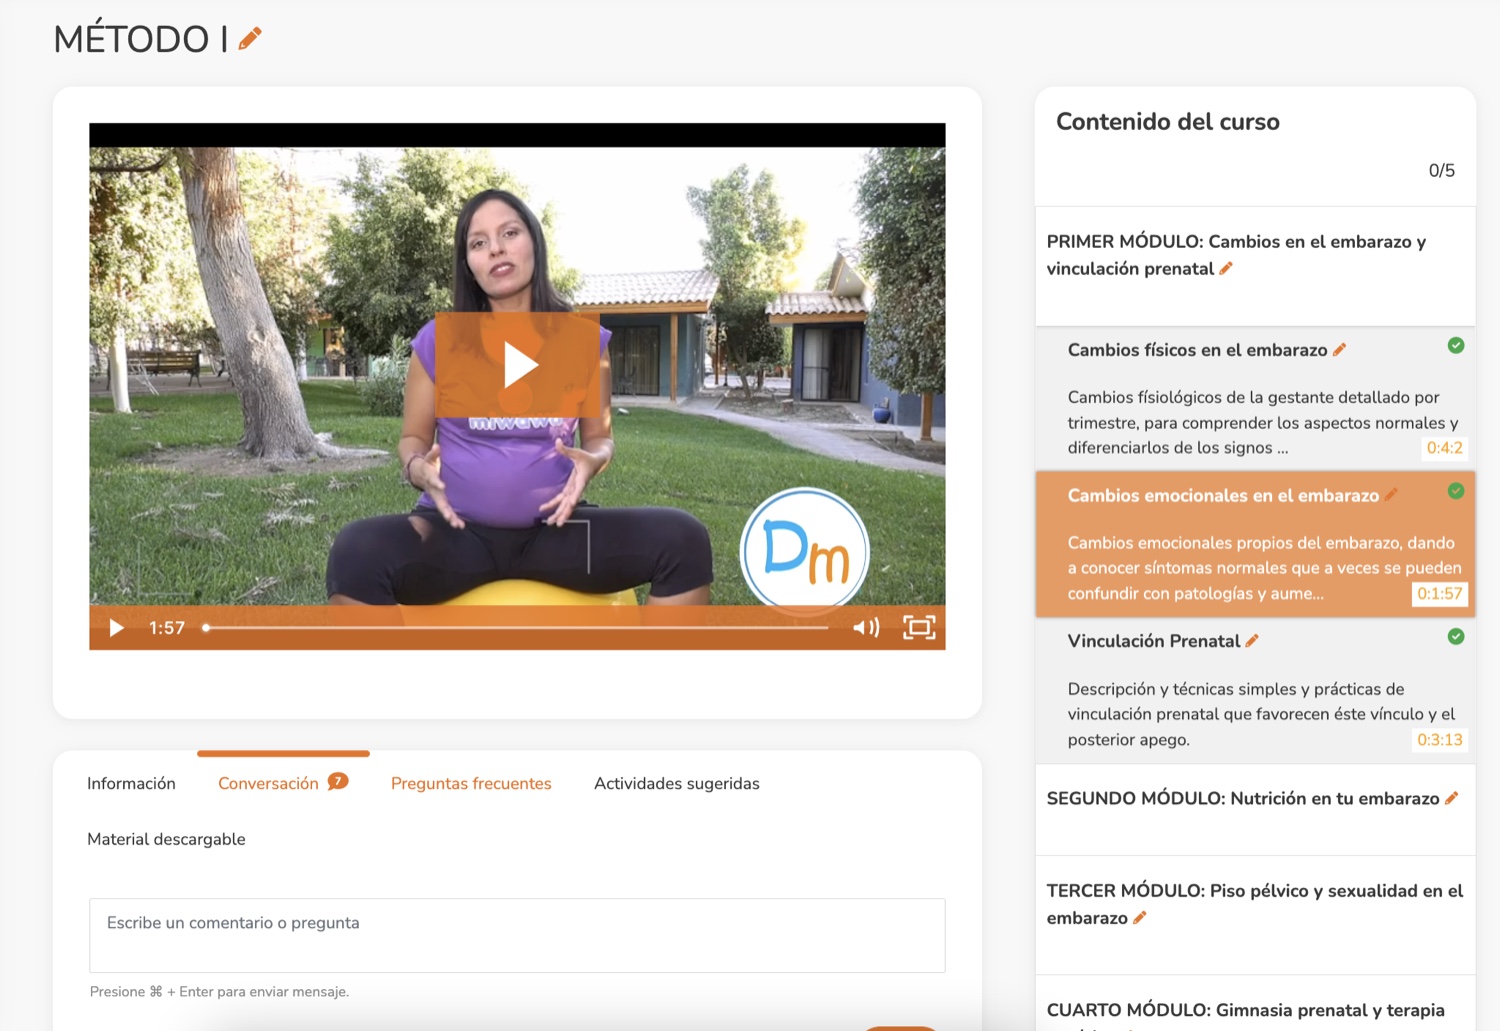 MÉTODO I
miwawa
Dm
1:57
Información
Conversación 7
Preguntas frecuentes
Actividades sugeridas
Material descargable
Escribe un comentario o pregunta
Presione ⌘ + Enter para enviar mensaje.
Contenido del curso
0/5
PRIMER MÓDULO: Cambios en el embarazo y
vinculación prenatal
Cambios físicos en el embarazo
Cambios físiológicos de la gestante detallado por
trimestre, para comprender los aspectos normales y
diferenciarlos de los signos ...
0:4:2
Cambios emocionales en el embarazo
Cambios emocionales propios del embarazo, dando
a conocer síntomas normales que a veces se pueden
confundir con patologías y aume...
0:1:57
Vinculación Prenatal
Descripción y técnicas simples y prácticas de
vinculación prenatal que favorecen éste vínculo y el
posterior apego.
0:3:13
SEGUNDO MÓDULO: Nutrición en tu embarazo
TERCER MÓDULO: Piso pélvico y sexualidad en el
embarazo
CUARTO MÓDULO: Gimnasia prenatal y terapia